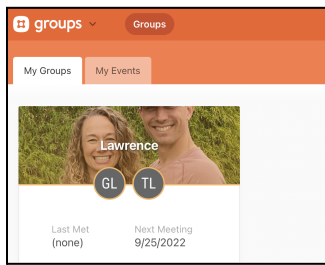 groups Groups
My Groups My Events
Lawrence
GL TL
Last Met Next Meeting
(none) 9/25/2022